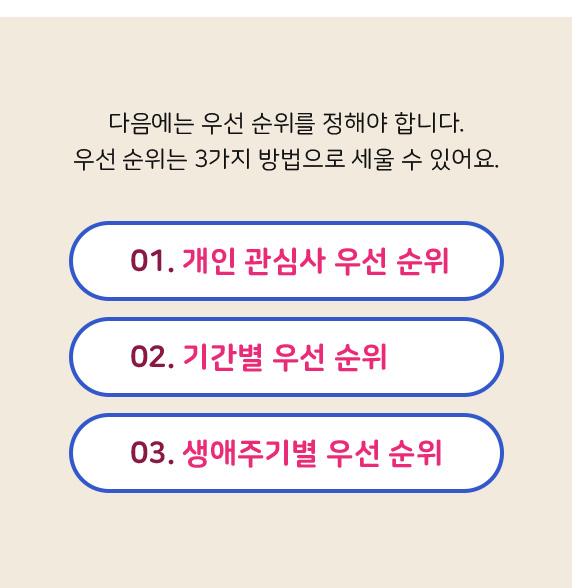 다음에는 우선 순위를 정해야 합니다.
우선 순위는 3가지 방법으로 세울 수 있어요.
01. 개인 관심사 우선 순위
02. 기간별 우선 순위
03. 생애주기별 우선 순위